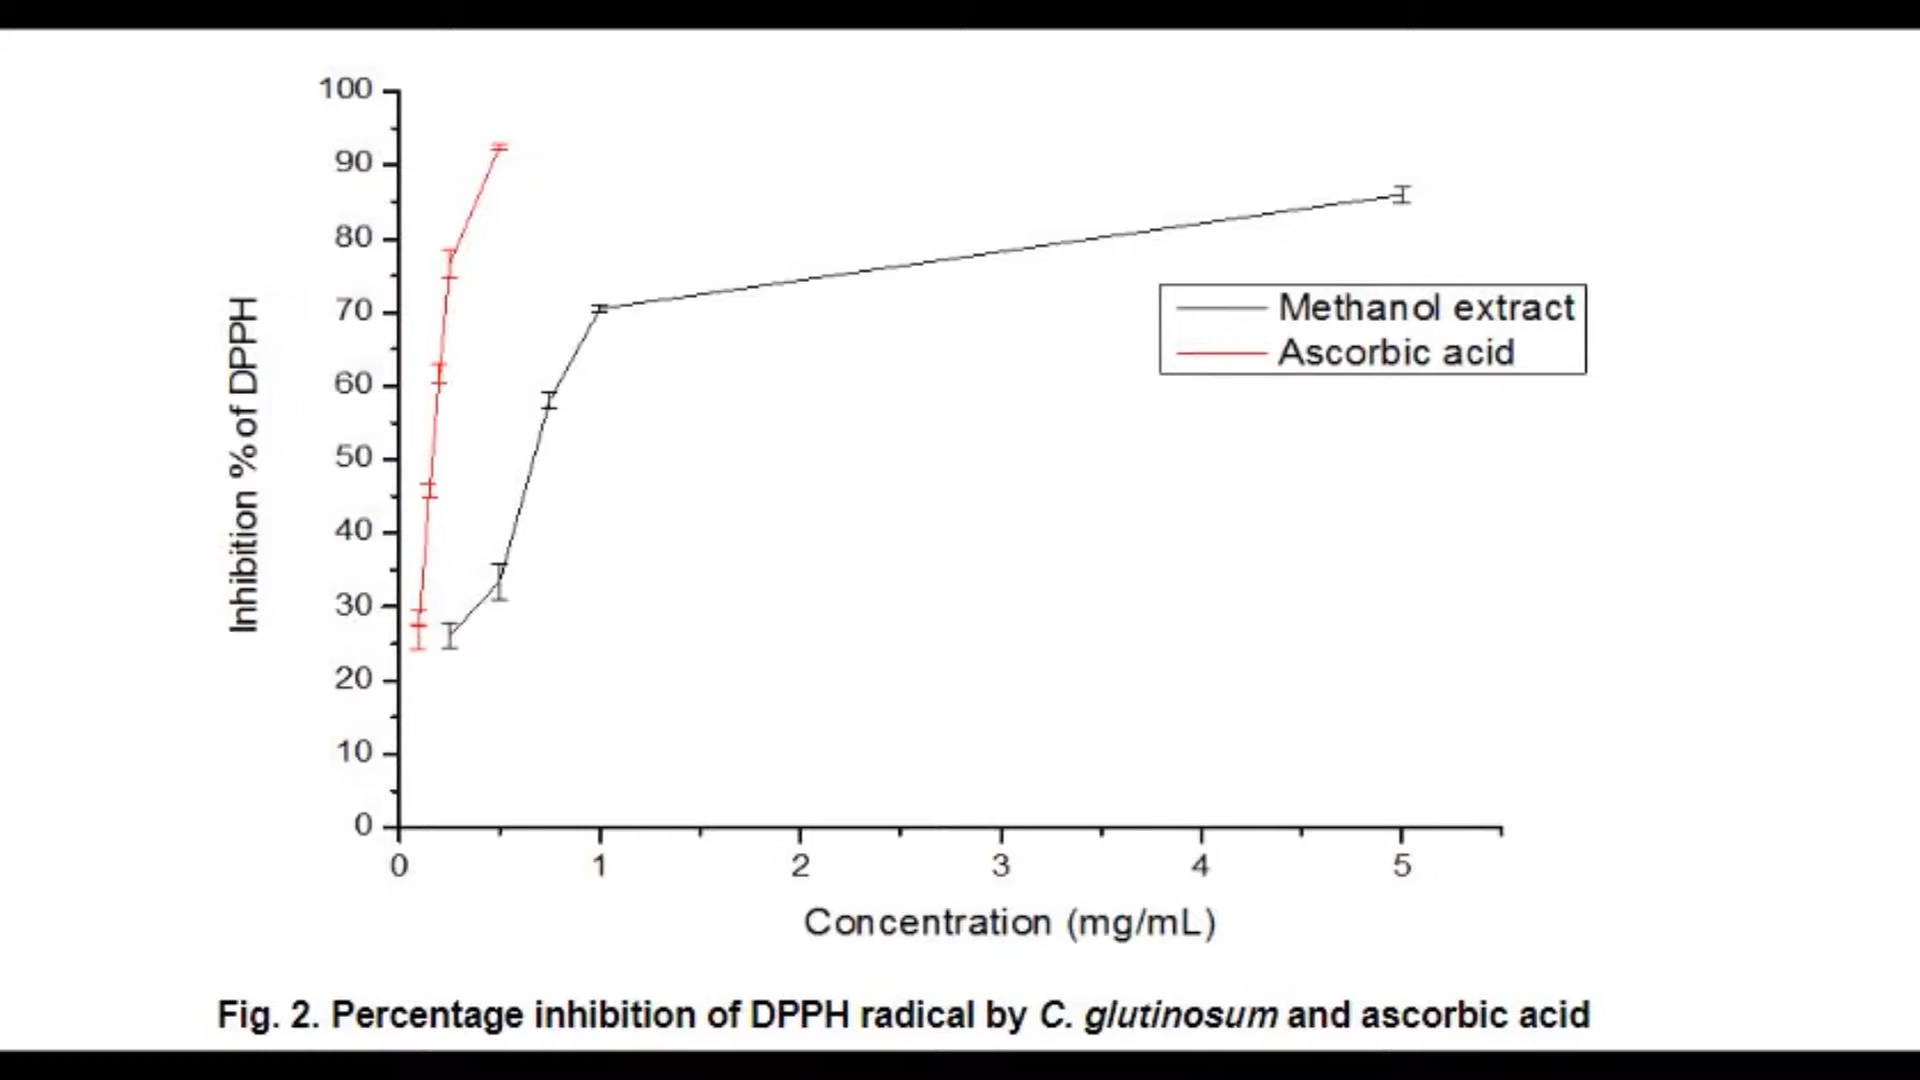 100
90
80
70
60
50
40
30
20
10
0
Inhibition % of DPPH
Methanol extract
Ascorbic acid
0 1 2 3 4 5
Concentration (mg/mL)
Fig. 2. Percentage inhibition of DPPH radical by C. glutinosum and ascorbic acid